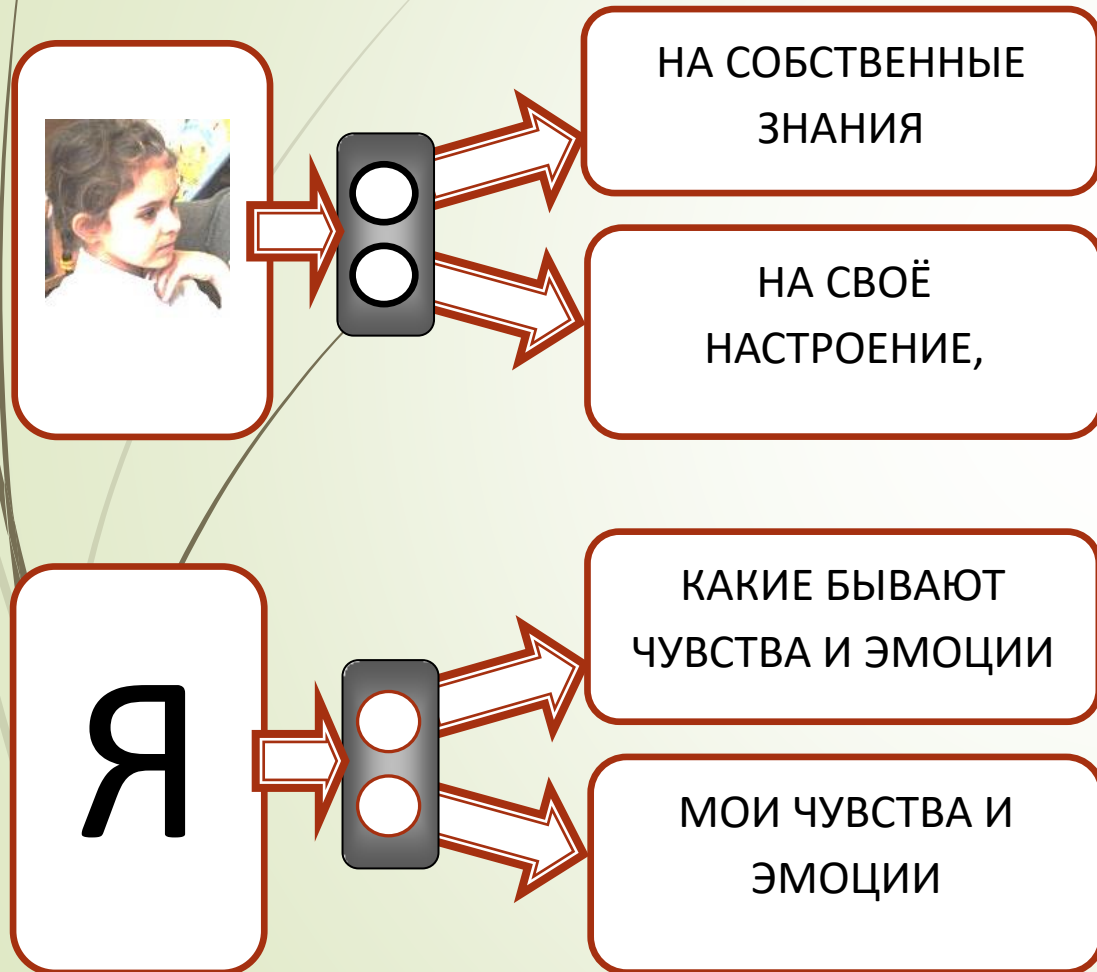 НА СОБСТВЕННЫЕ
ЗНАНИЯ
НА СВОЁ
НАСТРОЕНИЕ,
Я
КАКИЕ БЫВАЮТ
ЧУВСТВА И ЭМОЦИИ
МОИ ЧУВСТВА И
ЭМОЦИИ